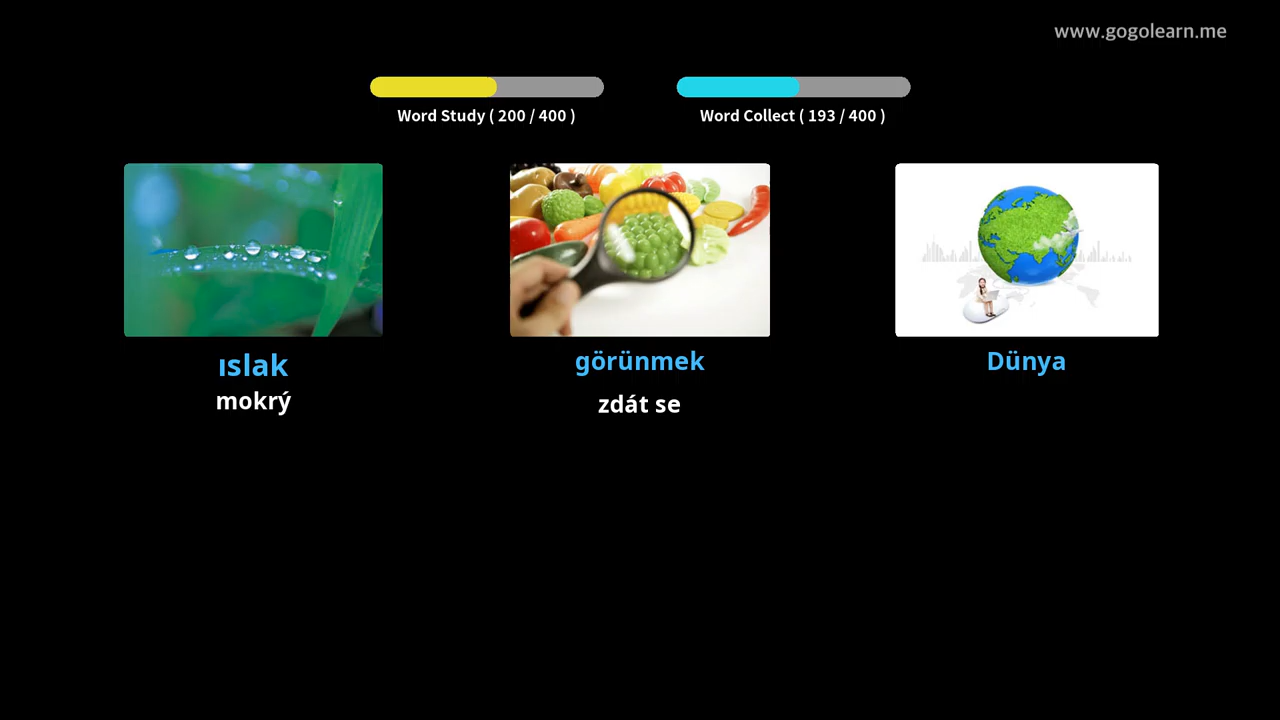 www.gogolearn.me
Word Study ( 200 / 400 )
Word Collect ( 193 / 400 )
ıslak
mokrý
görünmek
zdát se
Dünya